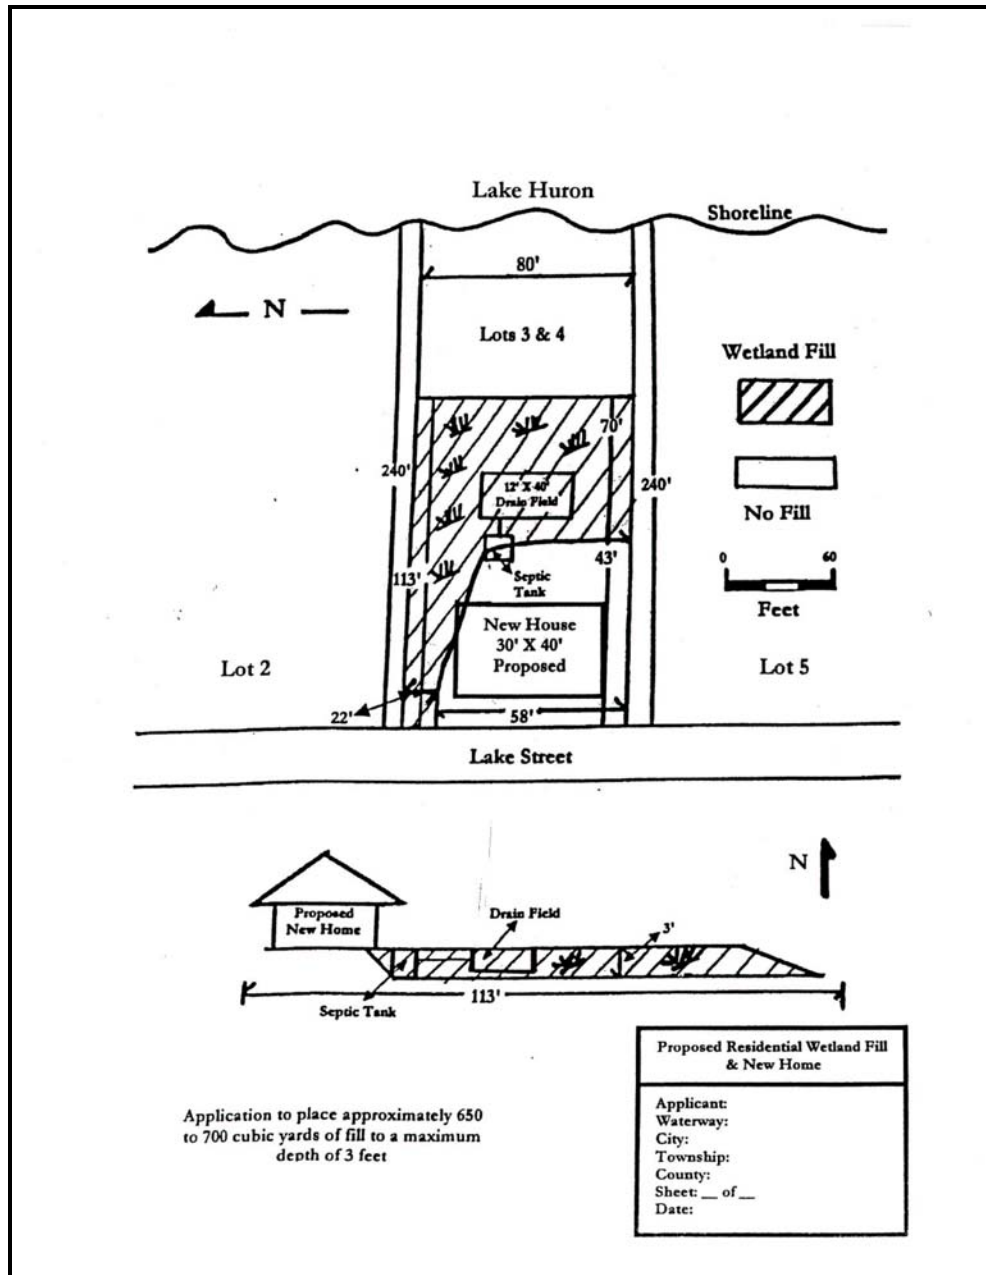 Lake Huron
Shoreline
80'
N
Lots 3 & 4
Wetland Fill
70'
240'
240'
12' X 40'
Drain Field
No Fill
43'
0 60
113'
Septic
Tank
Feet
New House
30' X 40'
Proposed
Lot 2
Lot 5
22'
58'
Lake Street
N
Proposed
New Home
Drain Field
3'
113'
Septic Tank
Proposed Residential Wetland Fill
& New Home
Applicant:
Waterway:
City:
Township:
County:
Sheet: __ of __
Date:
Application to place approximately 650
to 700 cubic yards of fill to a maximum
depth of 3 feet